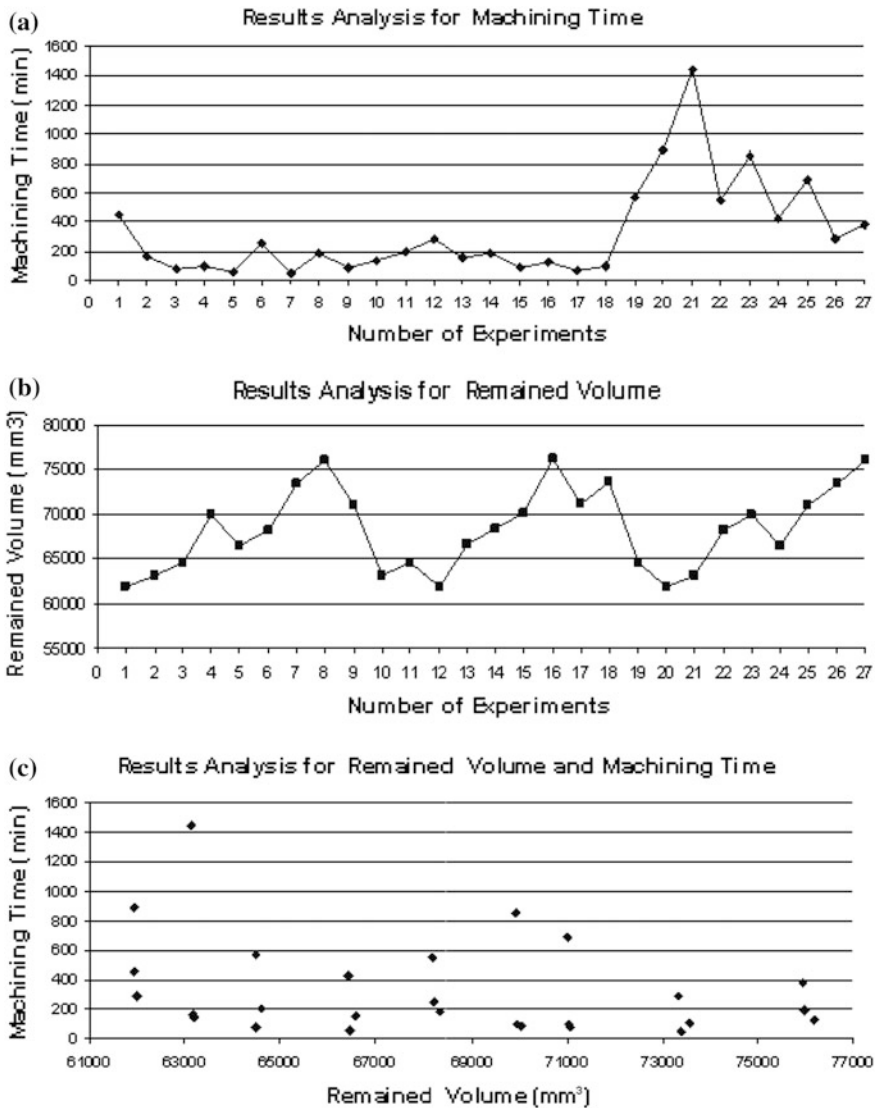 (a)
Results Analysis for Machining Time
Machining Time (min)
1600
1400
1200
1000
800
600
400
200
0
0 1 2 3 4 5 6 7 8 9 10 11 12 13 14 15 16 17 18 19 20 21 22 23 24 25 26 27
Number of Experiments
(b)
Results Analysis for Remained Volume
Remained Volume (mm3)
80000
75000
70000
65000
60000
55000
0 1 2 3 4 5 6 7 8 9 10 11 12 13 14 15 16 17 18 19 20 21 22 23 24 25 26 27
Number of Experiments
(c)
Results Analysis for Remained Volume and Machining Time
Machining Time (min)
1600
1400
1200
1000
800
600
400
200
0
61000 63000 65000 67000 69000 71000 73000 75000 77000
Remained Volume (mm³)